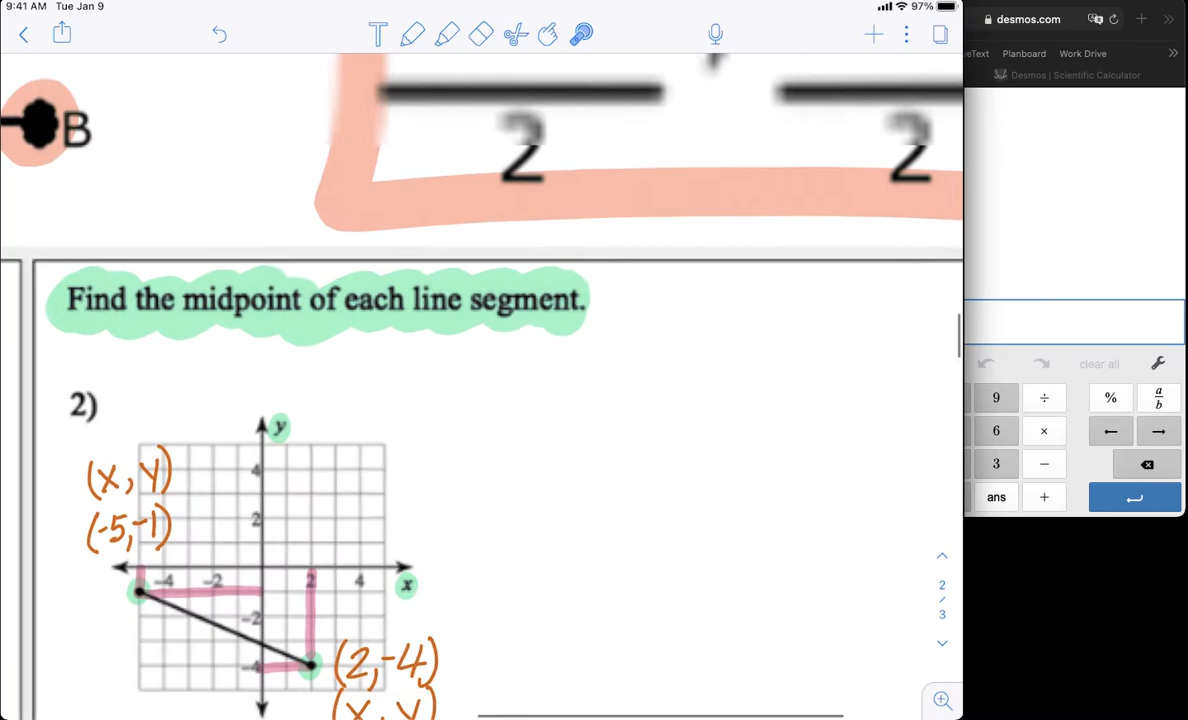 9:41 AM Tue Jan 9
97%
desmos.com
veText Planboard Work Drive
Desmos | Scientific Calculator
B
2 2
Find the midpoint of each line segment.
2)
y
(x, y)
4
(-5,-1)
2
-4 -2 2 4 x
-2
-4
(2,-4)
(x, y)
2
/
3
clear all
9 ÷ % a/b
6 × ← →
3 −
ans +